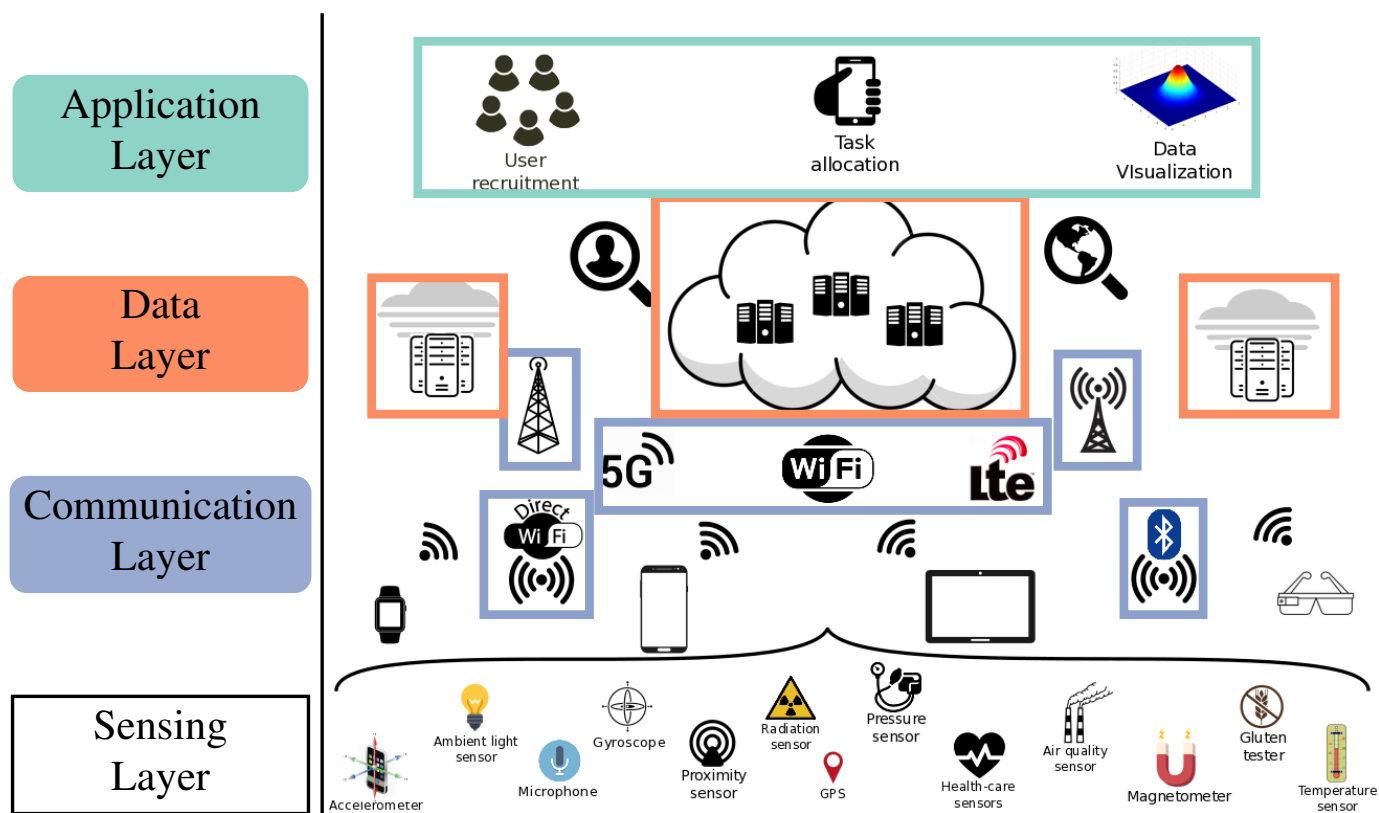 Application
Layer
User
recruitment
Task
allocation
Data
VIsualization
Data
Layer
Communication
Layer
5G
WiFi
LTE
Direct
WiFi
Sensing
Layer
Accelerometer
Ambient light
sensor
Microphone
Gyroscope
Proximity
sensor
Radiation
sensor
GPS
Pressure
sensor
Health-care
sensors
Air quality
sensor
Magnetometer
Gluten
tester
Temperature
sensor